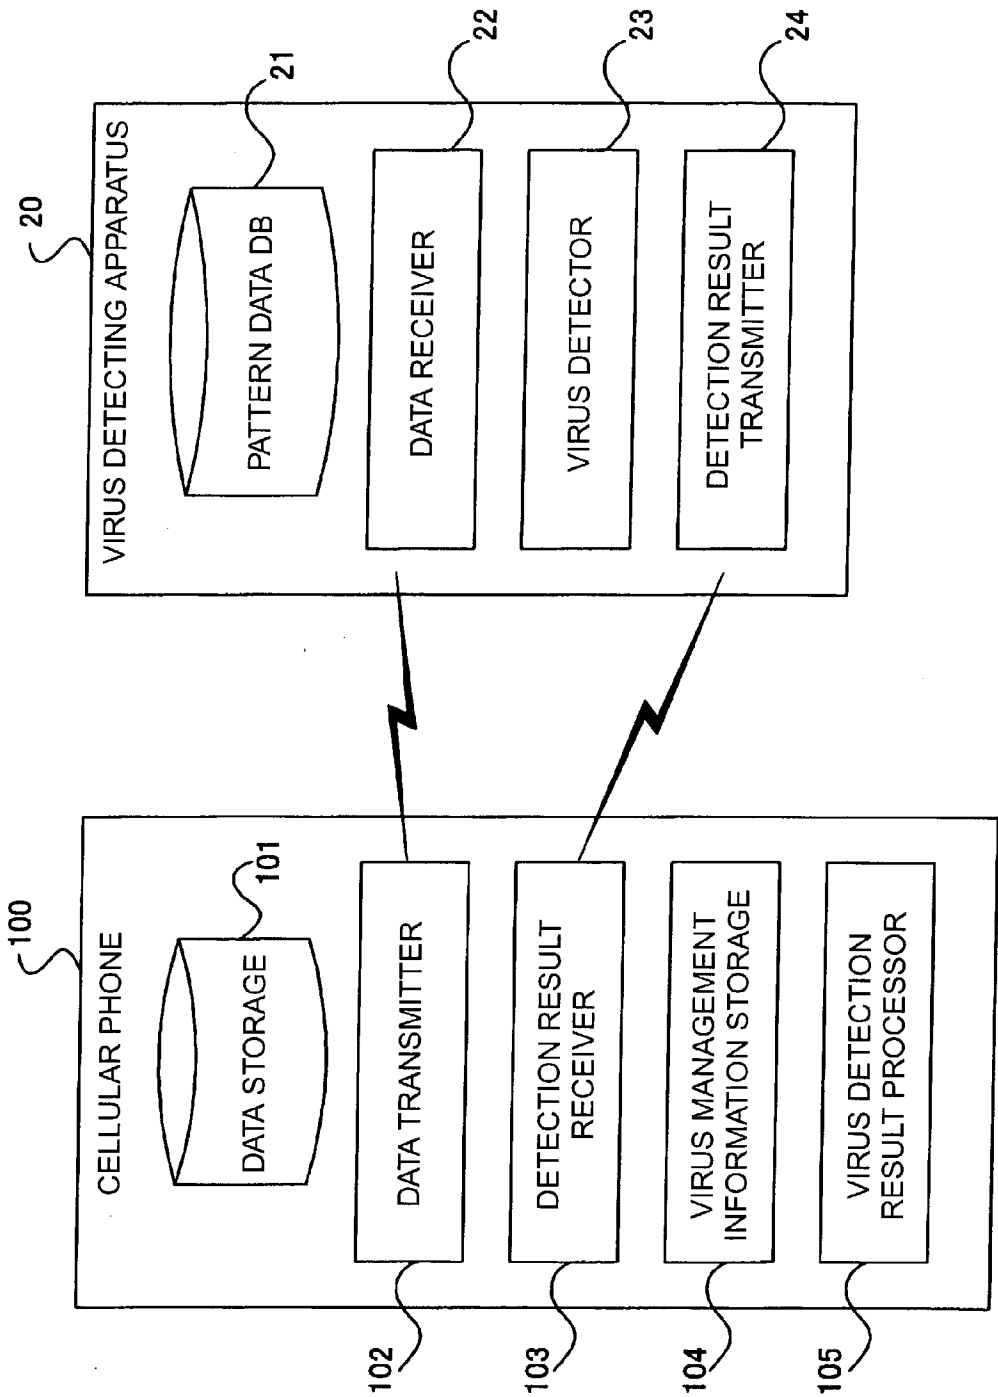 100
CELLULAR PHONE
101
DATA STORAGE
102
DATA TRANSMITTER
103
DETECTION RESULT
RECEIVER
104
VIRUS MANAGEMENT
INFORMATION STORAGE
105
VIRUS DETECTION
RESULT PROCESSOR
20
VIRUS DETECTING APPARATUS
21
PATTERN DATA DB
22
DATA RECEIVER
23
VIRUS DETECTOR
24
DETECTION RESULT
TRANSMITTER